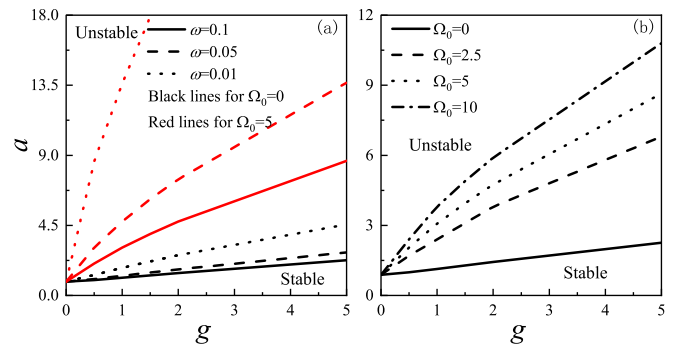 18.0
13.5
9.0
4.5
0.0
a
Unstable
(a)
ω=0.1
ω=0.05
ω=0.01
Black lines for Ω₀=0
Red lines for Ω₀=5
Stable
0 1 2 3 4 5
g
12
9
6
3
0
(b)
Ω₀=0
Ω₀=2.5
Ω₀=5
Ω₀=10
Unstable
Stable
0 1 2 3 4 5
g